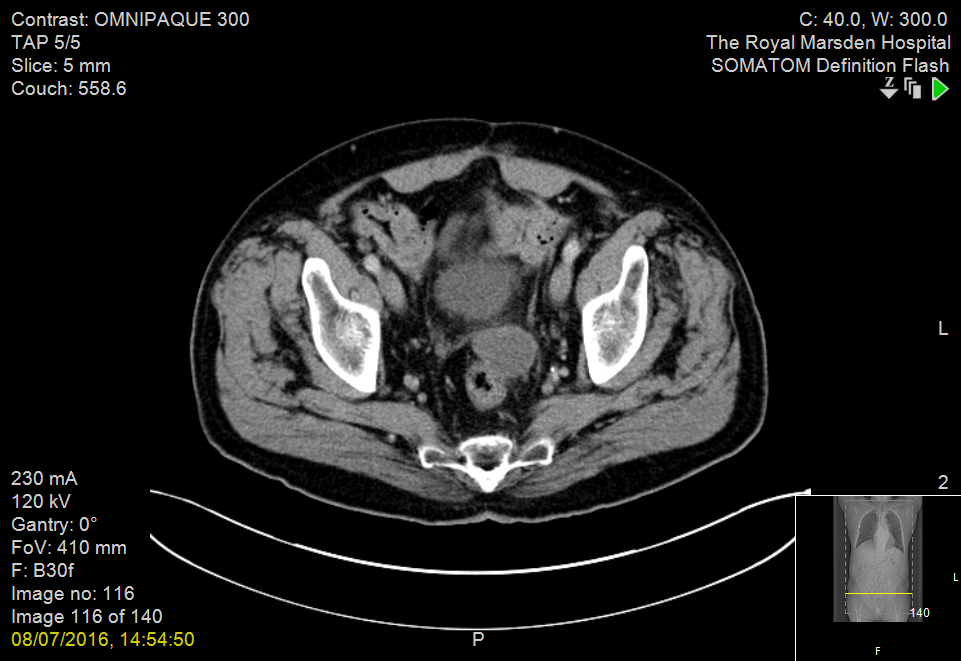 Contrast: OMNIPAQUE 300
TAP 5/5
Slice: 5 mm
Couch: 558.6
C: 40.0, W: 300.0
The Royal Marsden Hospital
SOMATOM Definition Flash
Z
L
2
230 mA
120 kV
Gantry: 0°
FoV: 410 mm
F: B30f
Image no: 116
Image 116 of 140
08/07/2016, 14:54:50
P
L
140
F